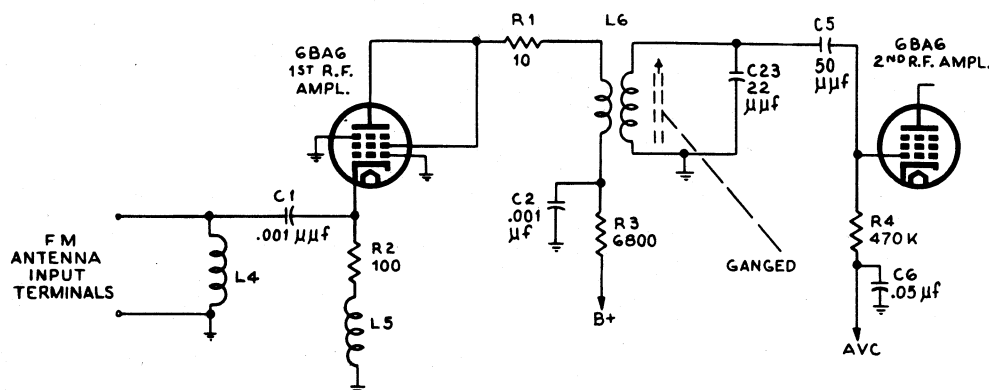 6BA6
1ST R.F.
AMPL.
R1
10
L6
C5
50
μμf
6BA6
2ND R.F. AMPL.
C23
22
μμf
C1
.001 μμf
R2
100
L4
L5
FM
ANTENNA
INPUT
TERMINALS
C2
.001
μf
R3
6800
B+
GANGED
R4
470K
C6
.05 μf
AVC